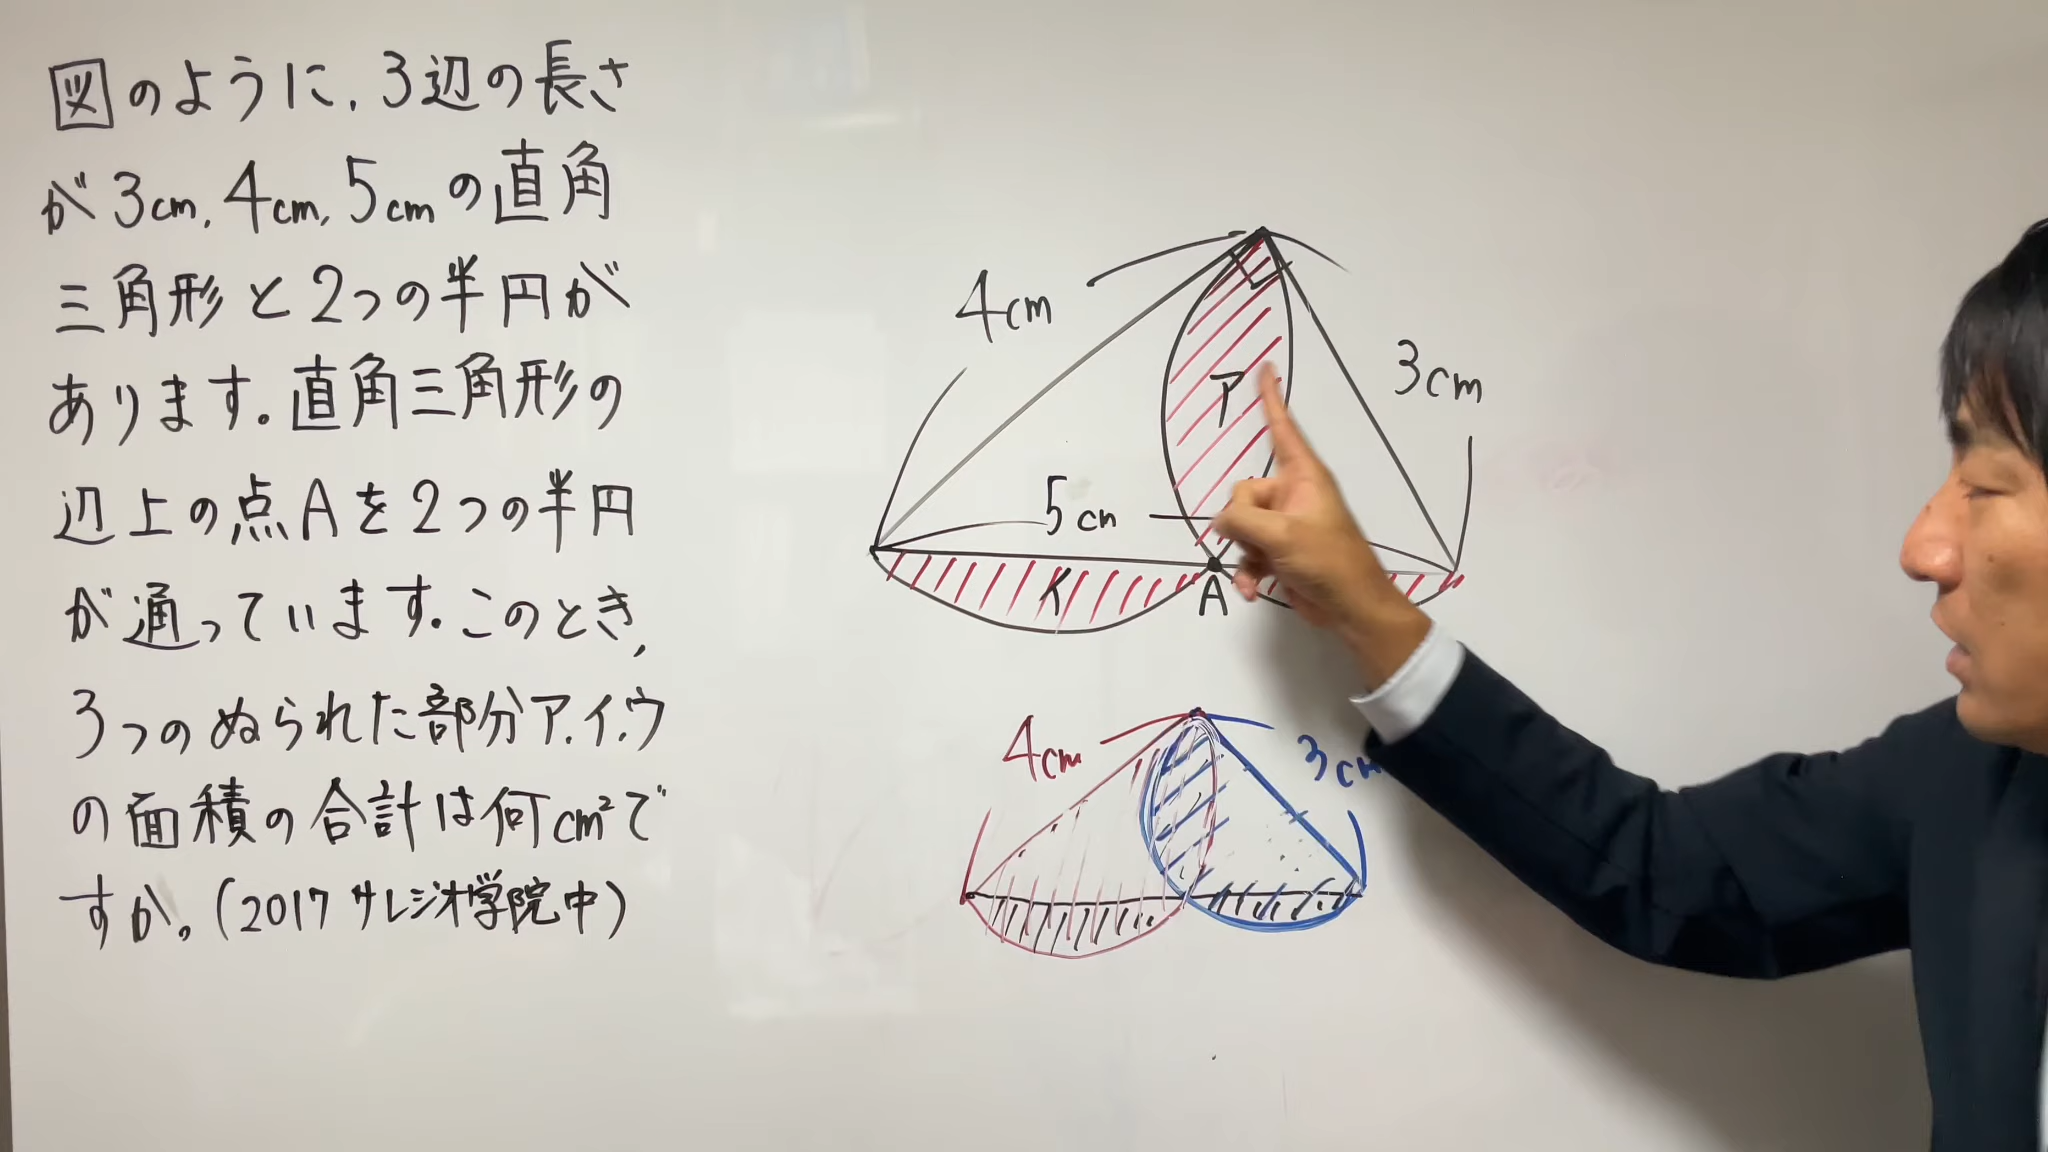 図のように,3辺の長さ
が3cm,4cm,5cmの直角
三角形と2つの半円が
あります。直角三角形の
辺上の点Aを2つの半円
が通っています。このとき,
3つのぬられた部分ア.イ.ウ
の面積の合計は何cm²で
すか。(2017 サレジオ学院中)
4cm
3cm
ア
5cm
イ
A
4cm
3cm